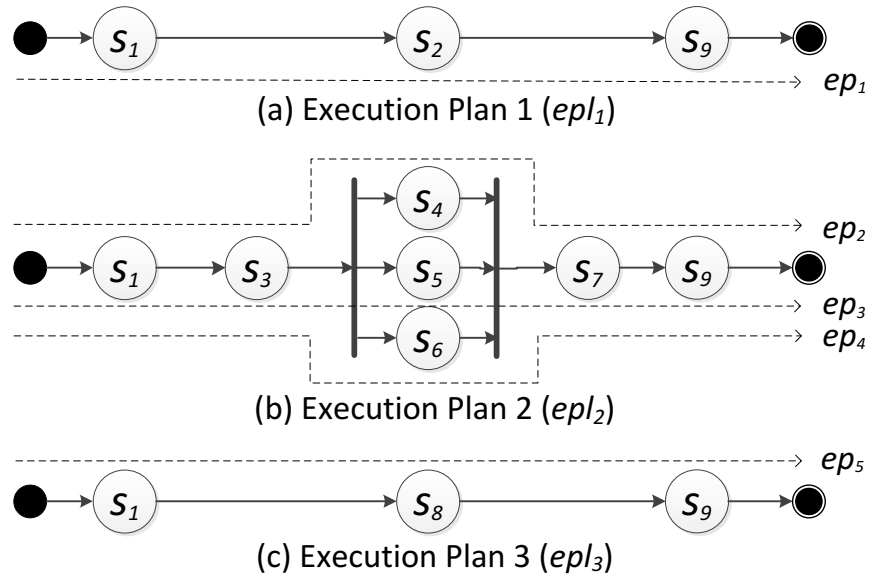 S1 S2 S9
ep1
(a) Execution Plan 1 (epl1)
S4
ep2
S1 S3 S5 S7 S9
ep3
S6
ep4
(b) Execution Plan 2 (epl2)
ep5
S1 S8 S9
(c) Execution Plan 3 (epl3)